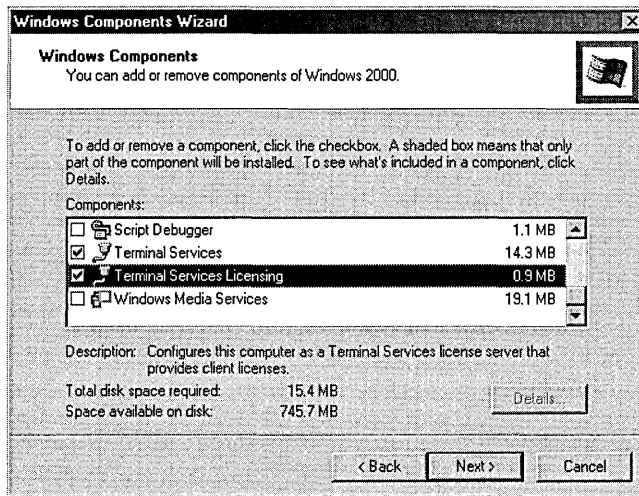 Windows Components Wizard
Windows Components
You can add or remove components of Windows 2000.
To add or remove a component, click the checkbox. A shaded box means that only
part of the component will be installed. To see what's included in a component, click
Details.
Components:
Script Debugger 1.1 MB
Terminal Services 14.3 MB
Terminal Services Licensing 0.9 MB
Windows Media Services 19.1 MB
Description: Configures this computer as a Terminal Services license server that
provides client licenses.
Total disk space required: 15.4 MB
Space available on disk: 745.7 MB
Details...
< Back Next > Cancel